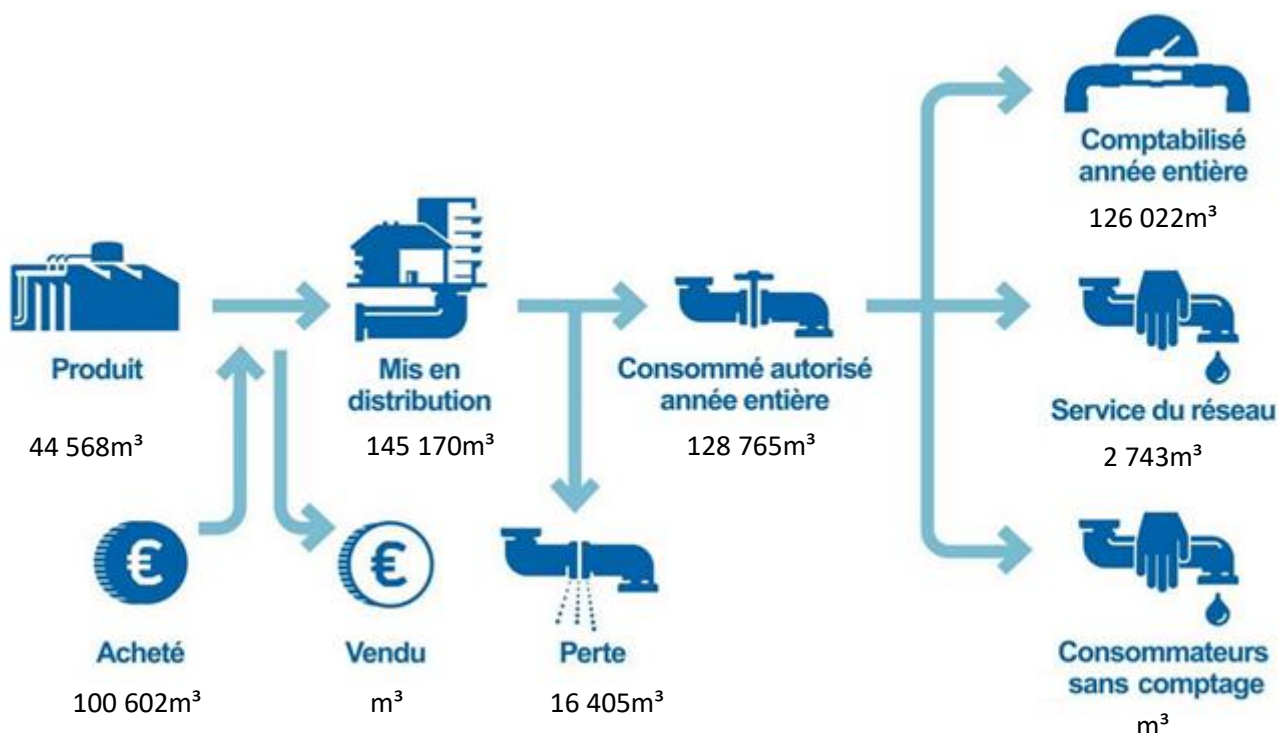 Comptabilisé
année entière
126 022m³
Produit
44 568m³
Mis en
distribution
145 170m³
Consommé autorisé
année entière
128 765m³
Service du réseau
2 743m³
€
Acheté
100 602m³
€
Vendu
m³
Perte
16 405m³
Consommateurs
sans comptage
m³